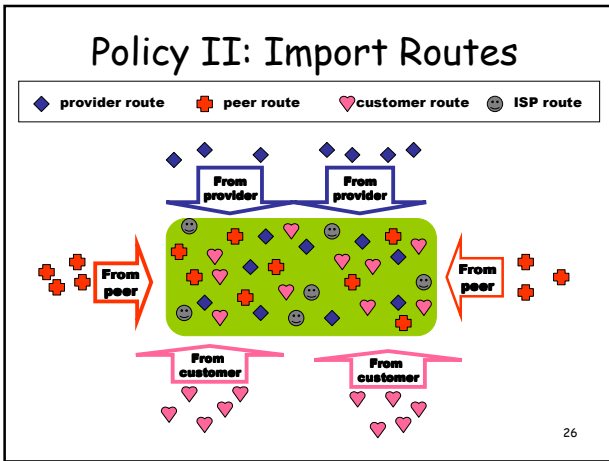 Policy II: Import Routes
provider route peer route customer route ISP route
From
provider
From
provider
From
peer
From
peer
From
customer
From
customer
26